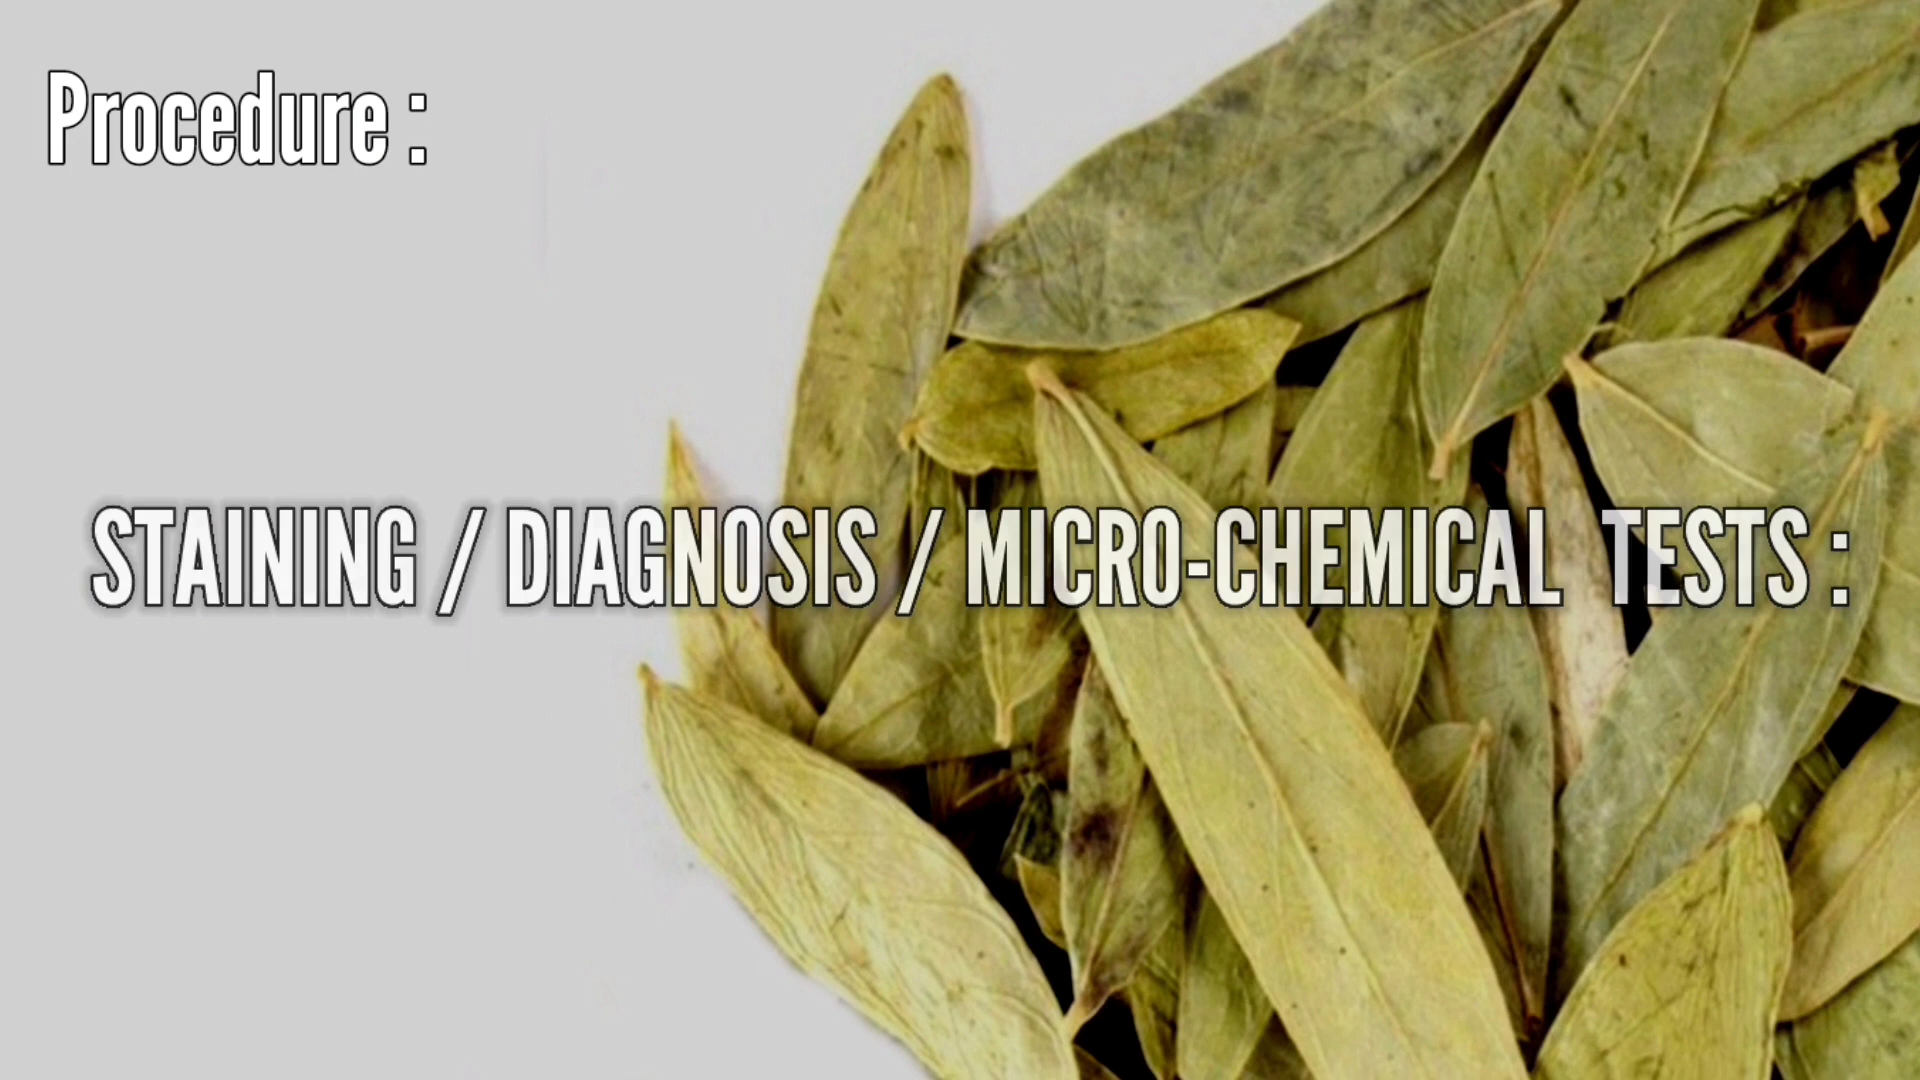 Procedure :
STAINING / DIAGNOSIS / MICRO-CHEMICAL TESTS :